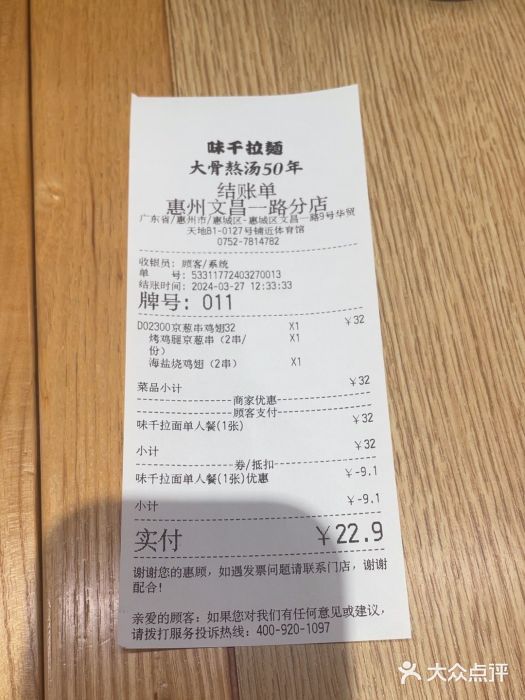 味千拉麺
大骨熬汤50年
结账单
惠州文昌一路分店
广东省/惠州市/惠城区-惠城区文昌一路9号华贸
天地B1-0127号铺近体育馆
0752-7814782
收银员: 顾客/系统
单 号: 53311772403270013
结账时间: 2024-03-27 12:33:33
牌号: 011
D02300京葱串鸡翅32 X1 ¥32
烤鸡腿京葱串 (2串/ X1
份)
海盐烧鸡翅 (2串) X1
菜品小计 ¥32
商家优惠
顾客支付
味千拉面单人餐(1张) ¥32
小计 ¥32
券/抵扣
味千拉面单人餐(1张)优惠 ¥-9.1
小计 ¥-9.1
实付 ¥22.9
谢谢您的惠顾, 如遇发票问题请联系门店, 谢谢
配合!
亲爱的顾客: 如果您对我们有任何意见或建议,
请拨打服务投诉热线: 400-920-1097
大众点评